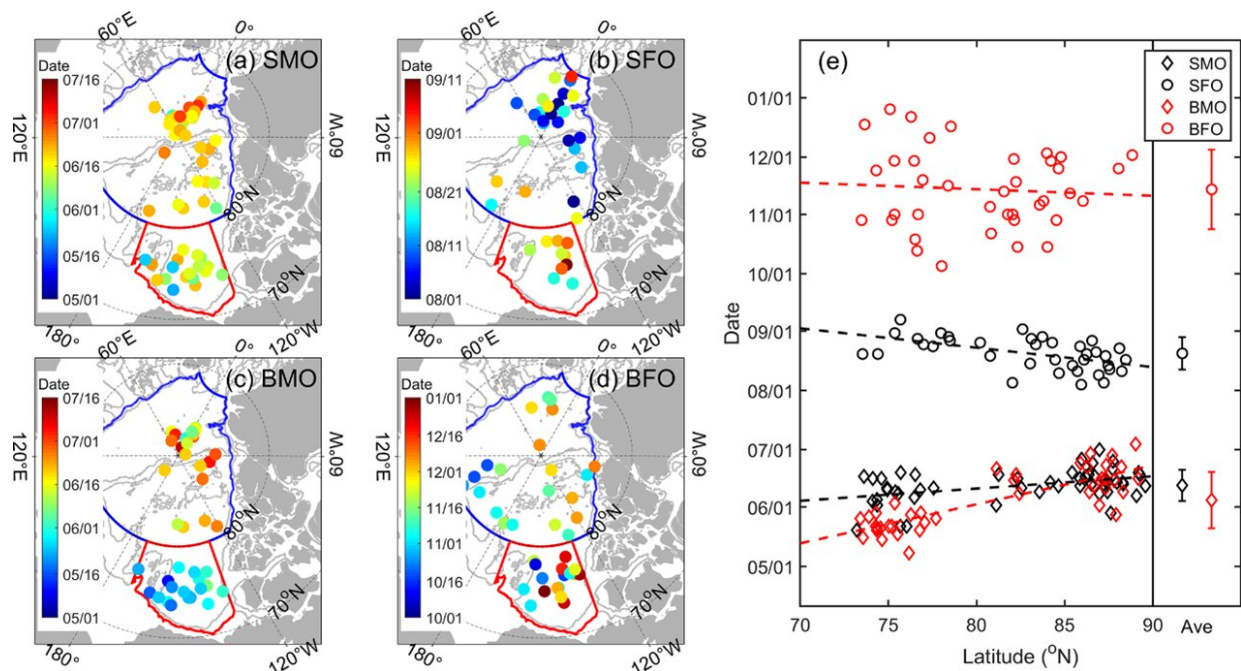 60°E
0°
(a) SMO
Date
07/16
07/01
06/16
06/01
05/16
05/01
120°E
60°W
80°N
70°N
180°
120°W
60°E
0°
(b) SFO
Date
09/11
09/01
08/21
08/11
08/01
120°E
60°W
80°N
70°N
180°
120°W
60°E
0°
(c) BMO
Date
07/16
07/01
06/16
06/01
05/16
05/01
120°E
60°W
80°N
70°N
180°
120°W
60°E
0°
(d) BFO
Date
01/01
12/16
12/01
11/16
11/01
10/16
10/01
120°E
60°W
80°N
70°N
180°
120°W
(e)
SMO
SFO
BMO
BFO
Date
01/01
12/01
11/01
10/01
09/01
08/01
07/01
06/01
05/01
70 75 80 85 90 Ave
Latitude (°N)